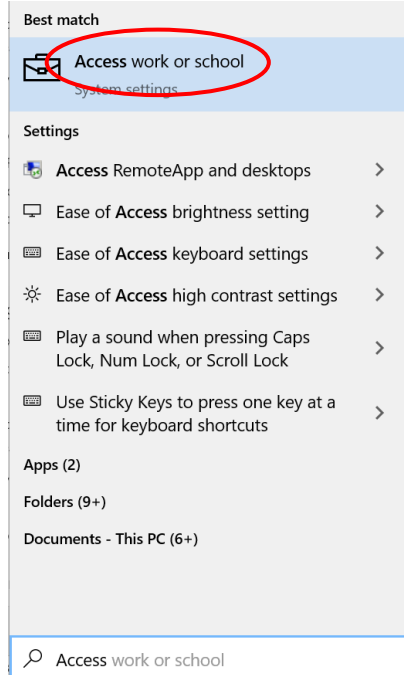 Best match
Access work or school
System settings
Settings
Access RemoteApp and desktops
Ease of Access brightness setting
Ease of Access keyboard settings
Ease of Access high contrast settings
Play a sound when pressing Caps
Lock, Num Lock, or Scroll Lock
Use Sticky Keys to press one key at a
time for keyboard shortcuts
Apps (2)
Folders (9+)
Documents - This PC (6+)
Access work or school